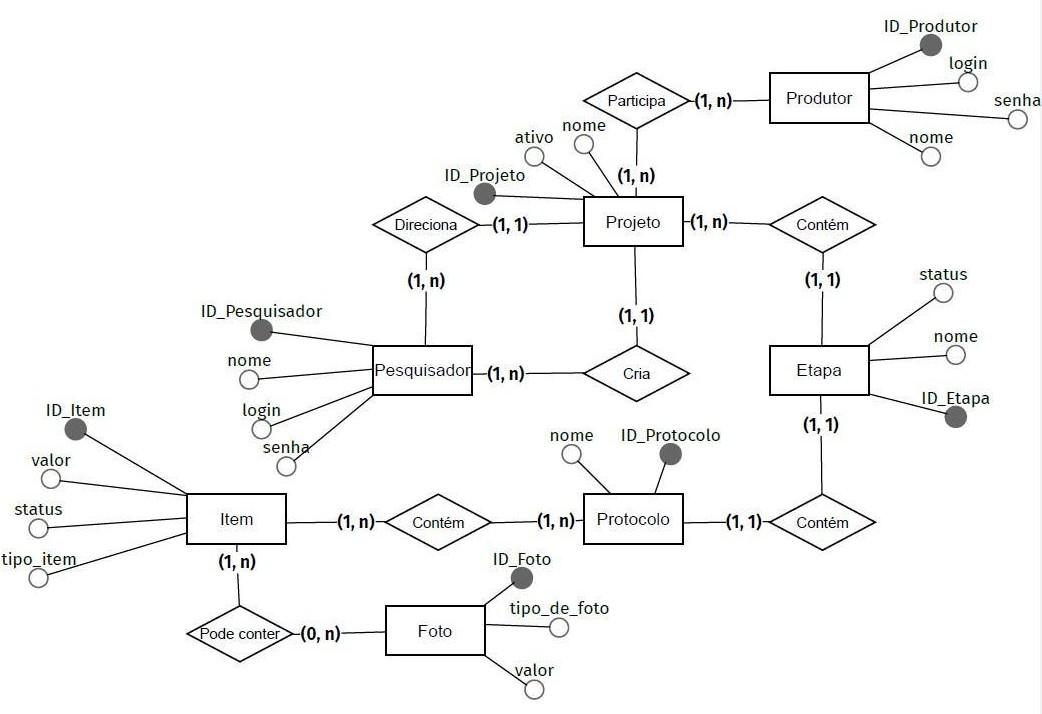 ID_Produtor
login
Produtor
senha
nome
Participa
(1, n)
(1, n)
nome
ativo
ID_Projeto
Projeto
(1, n)
Contém
(1, 1)
Direciona
(1, 1)
(1, n)
(1, 1)
Cria
(1, n)
ID_Pesquisador
nome
login
senha
Pesquisador
status
nome
ID_Etapa
Etapa
(1, 1)
Contém
(1, 1)
nome
ID_Protocolo
Protocolo
(1, n)
Contém
(1, n)
ID_Item
valor
status
tipo_item
Item
(1, n)
Pode conter
(0, n)
Foto
ID_Foto
tipo_de_foto
valor